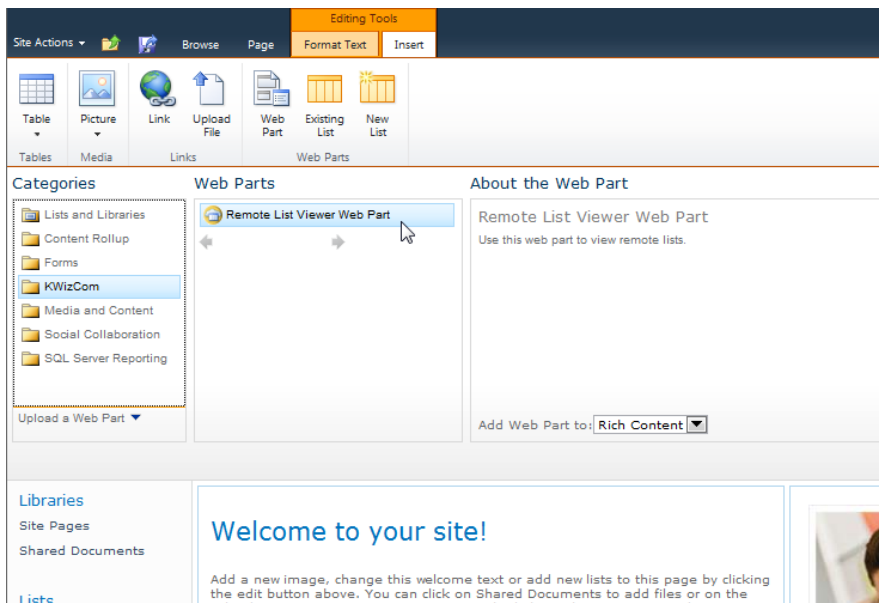 Editing Tools
Site Actions Browse Page Format Text Insert
Table Picture Link Upload File Web Part Existing List New List
Tables Media Links Web Parts
Categories
Lists and Libraries
Content Rollup
Forms
KWizCom
Media and Content
Social Collaboration
SQL Server Reporting
Upload a Web Part
Web Parts
Remote List Viewer Web Part
About the Web Part
Remote List Viewer Web Part
Use this web part to view remote lists.
Add Web Part to: Rich Content
Libraries
Site Pages
Shared Documents
Lists
Welcome to your site!
Add a new image, change this welcome text or add new lists to this page by clicking
the edit button above. You can click on Shared Documents to add files or on the